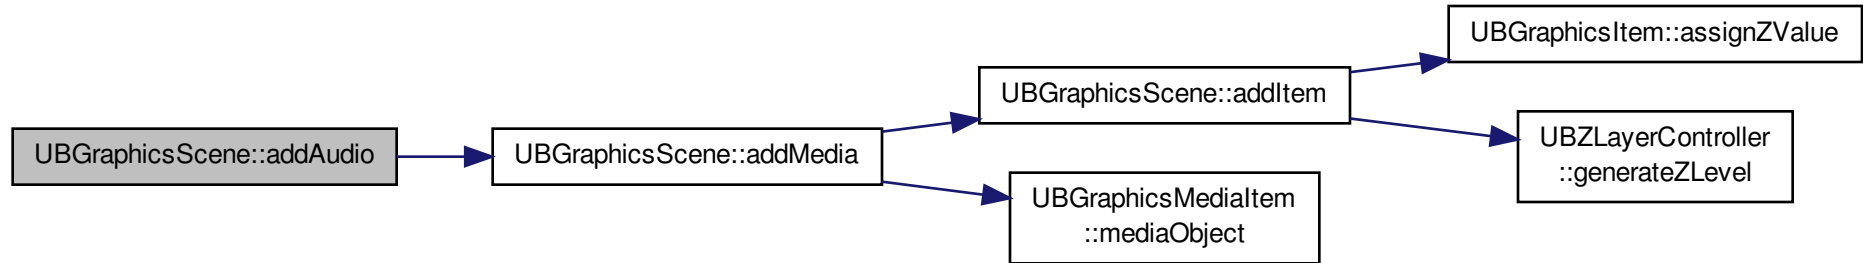 UBGraphicsScene::addAudio
UBGraphicsScene::addMedia
UBGraphicsScene::addItem
UBGraphicsItem::assignZValue
UBZLayerController
::generateZLevel
UBGraphicsMediaItem
::mediaObject